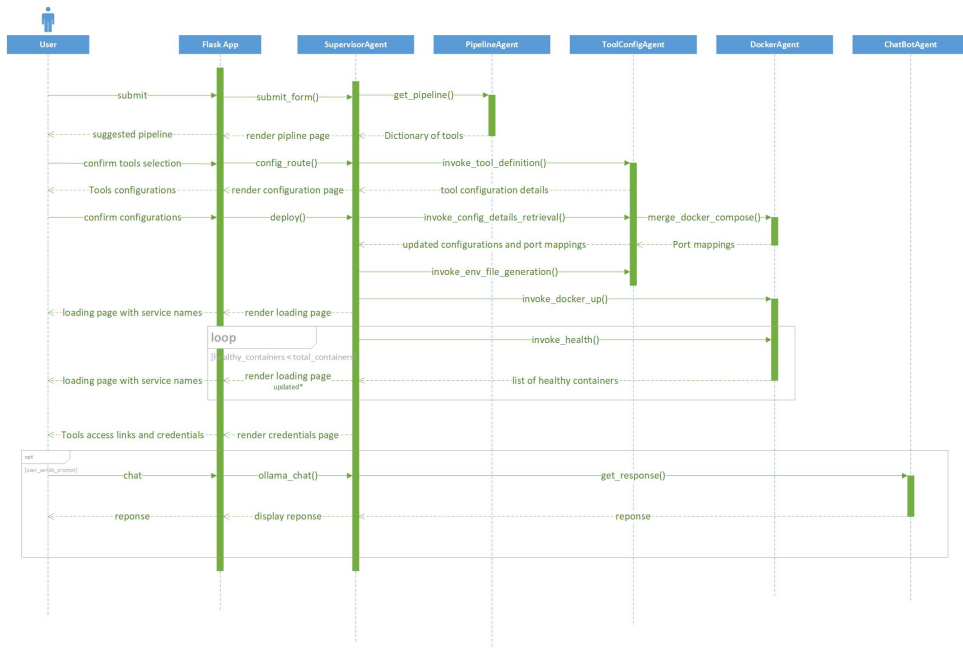 User
Flask App
SupervisorAgent
PipelineAgent
ToolConfigAgent
DockerAgent
ChatBotAgent
submit
submit_form()
get_pipeline()
suggested pipeline
render pipline page
Dictionary of tools
confirm tools selection
config_route()
invoke_tool_definition()
Tools configurations
render configuration page
tool configuration details
confirm configurations
deploy()
invoke_config_details_retrieval()
merge_docker_compose()
updated configurations and port mappings
Port mappings
invoke_env_file_generation()
invoke_docker_up()
loading page with service names
render loading page
loop
invoke_health()
[healthy_containers < total_containers]
loading page with service names
render loading page
updated*
list of healthy containers
Tools access links and credentials
render credentials page
opt
[user_sends_prompt]
chat
ollama_chat()
get_response()
reponse
display reponse
reponse